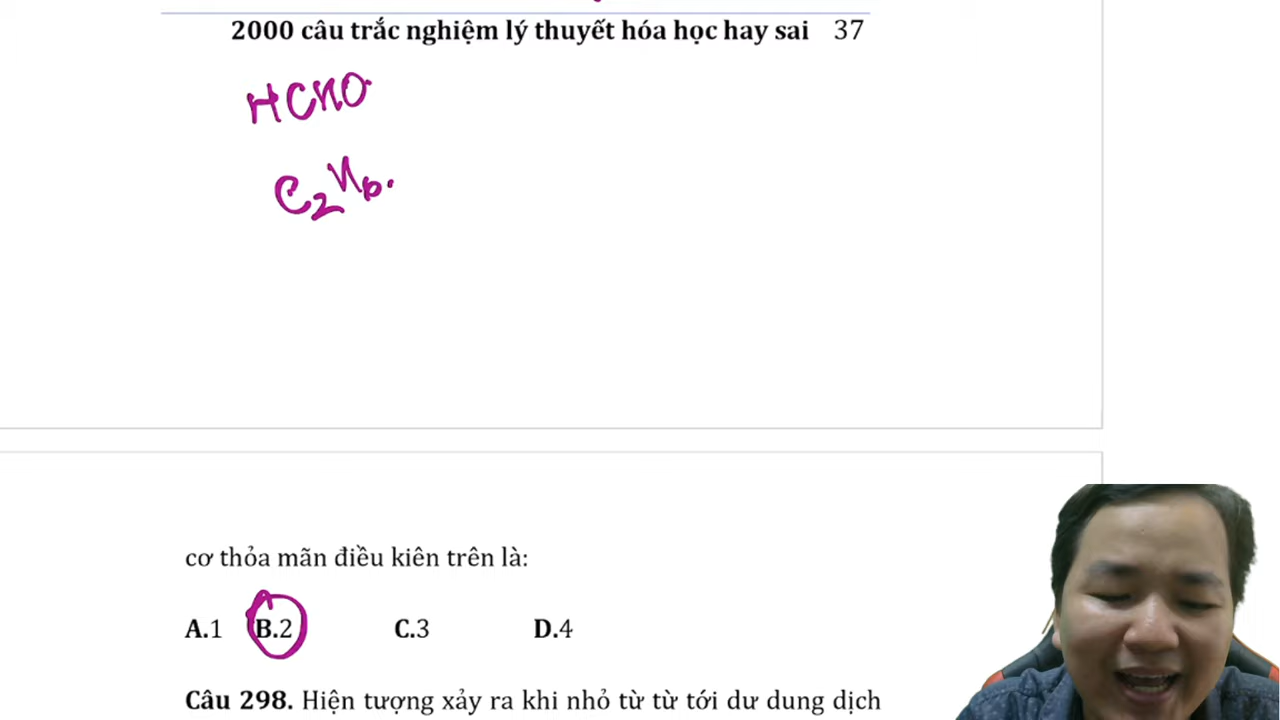 2000 câu trắc nghiệm lý thuyết hóa học hay sai 37
HCHO
C2H6.
cơ thỏa mãn điều kiên trên là:
A.1 B.2 C.3 D.4
Câu 298. Hiện tượng xảy ra khi nhỏ từ từ tới dư dung dịch